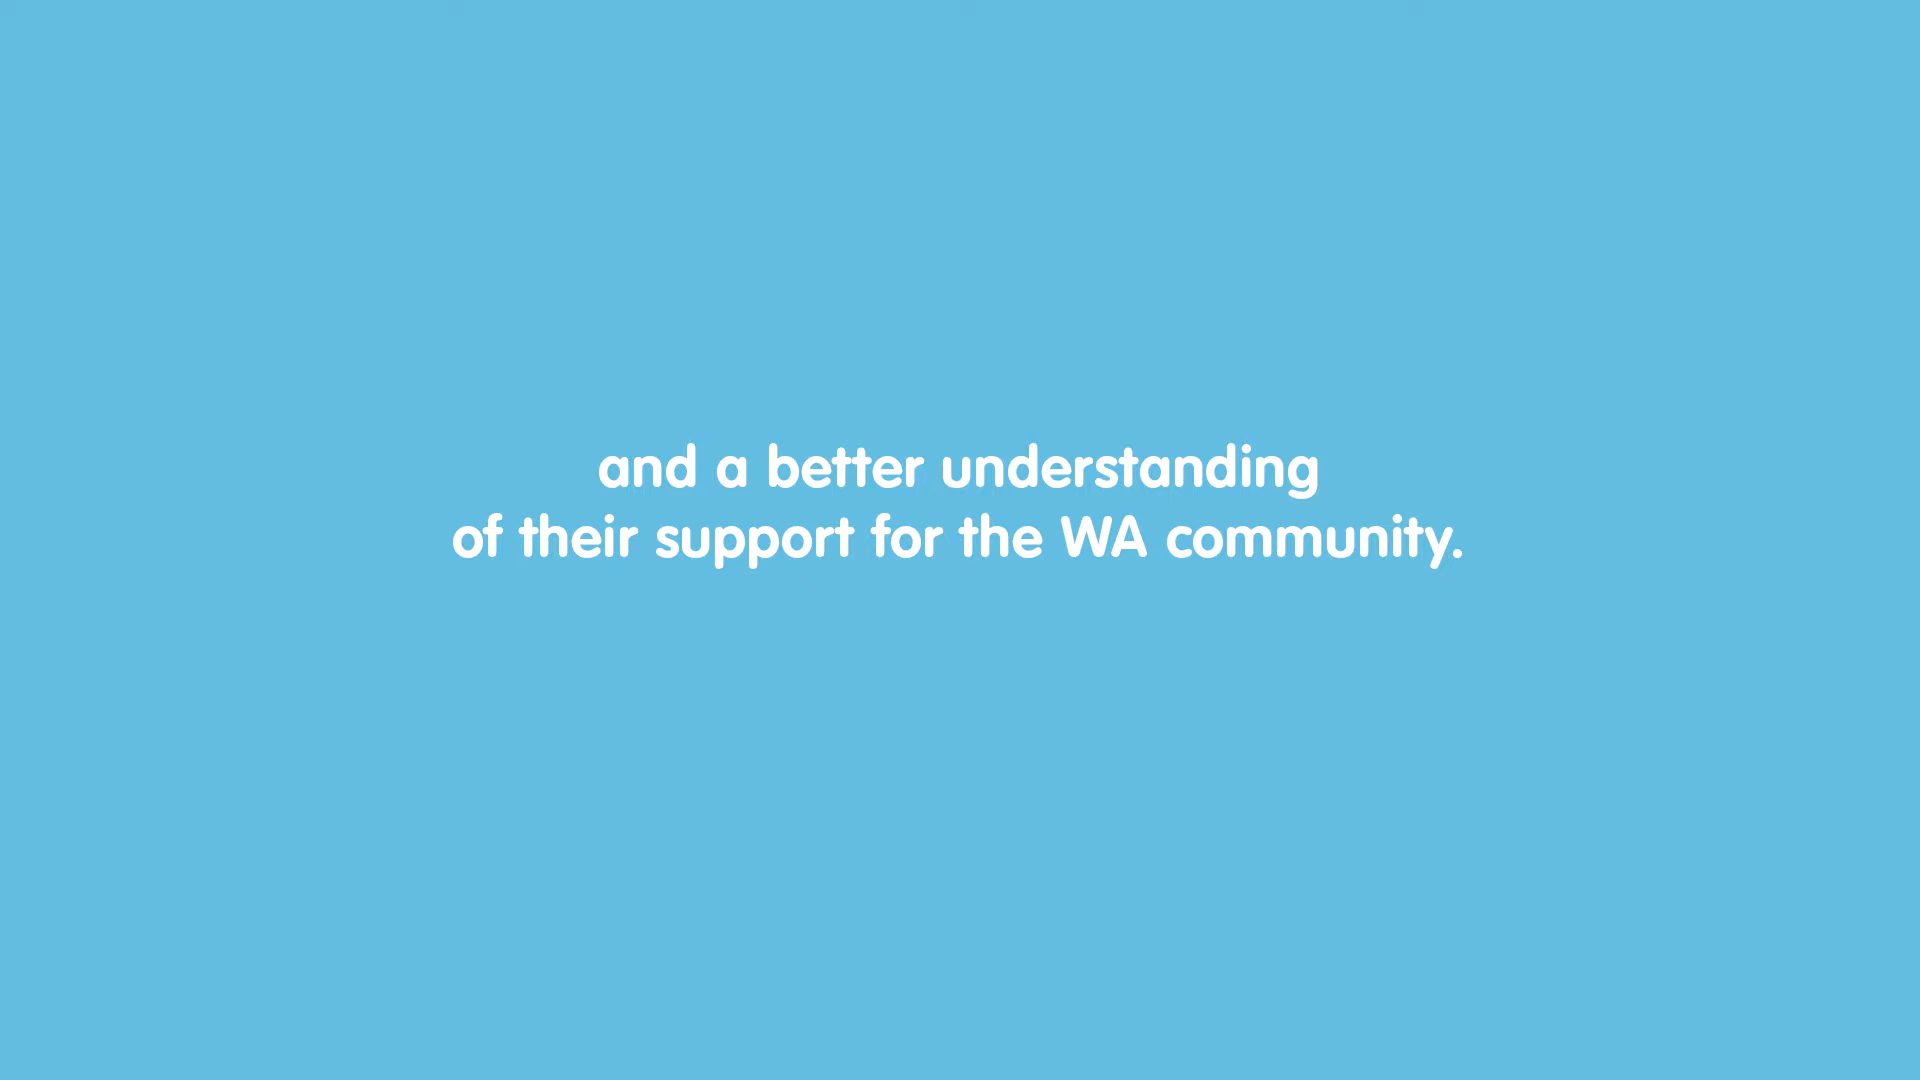 and a better understanding
of their support for the WA community.